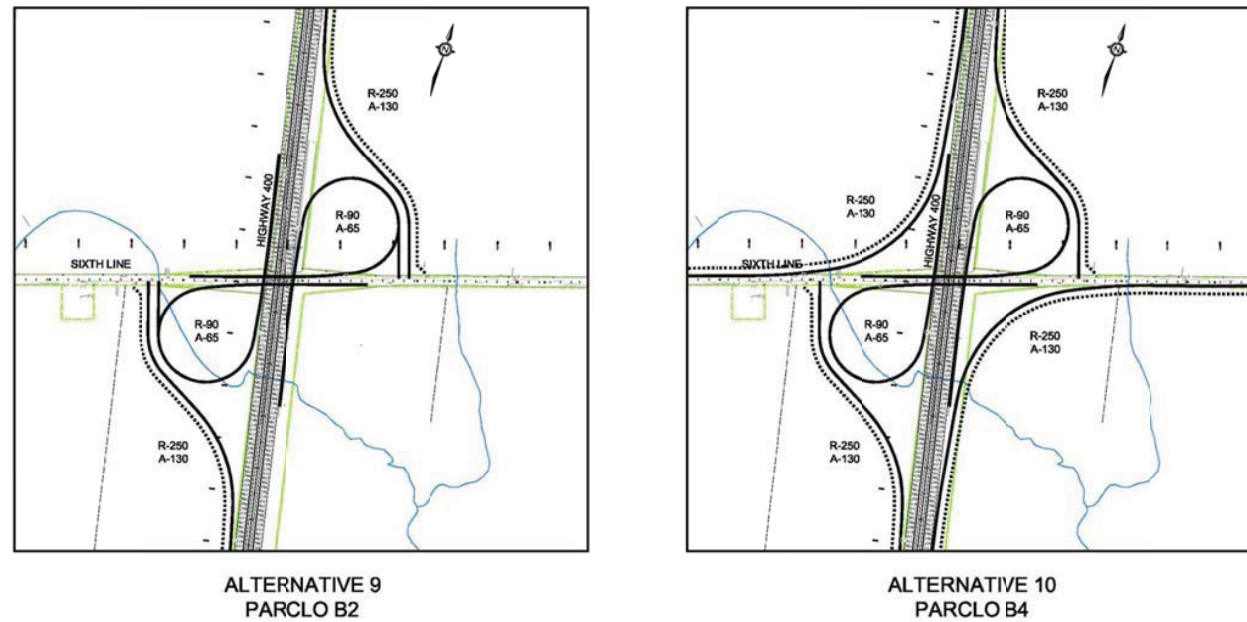 R-250
A-130
HIGHWAY 400
R-90
A-65
SIXTH LINE
R-90
A-65
R-250
A-130
ALTERNATIVE 9
PARCLO B2
R-250
A-130
R-250
A-130
HIGHWAY 400
R-90
A-65
SIXTH LINE
R-90
A-65
R-250
A-130
R-250
A-130
ALTERNATIVE 10
PARCLO B4